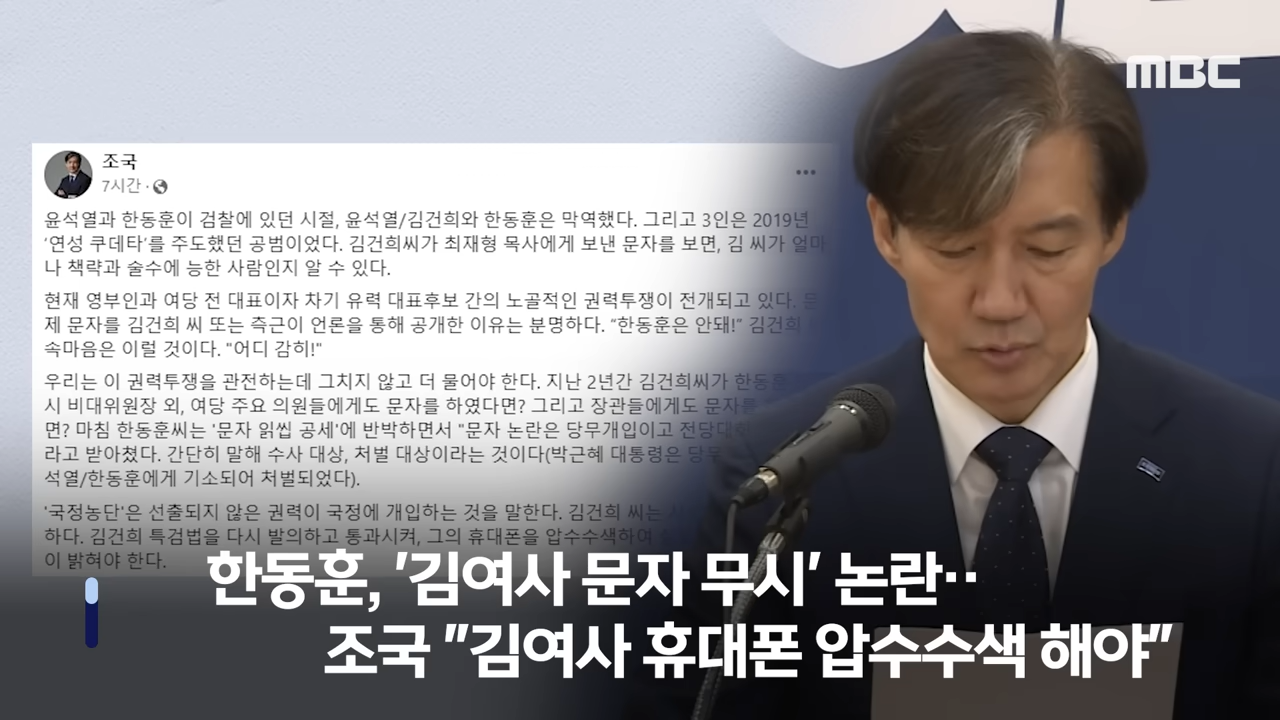 MBC
조국
7시간 ·
윤석열과 한동훈이 검찰에 있던 시절, 윤석열/김건희와 한동훈은 막역했다. 그리고 3인은 2019년
'연성 쿠데타'를 주도했던 공범이었다. 김건희씨가 최재형 목사에게 보낸 문자를 보면, 김 씨가 얼마
나 책략과 술수에 능한 사람인지 알 수 있다.
현재 영부인과 여당 전 대표이자 차기 유력 대표후보 간의 노골적인 권력투쟁이 전개되고 있다. 문
제 문자를 김건희 씨 또는 측근이 언론을 통해 공개한 이유는 분명하다. "한동훈은 안돼!" 김건희
속마음은 이럴 것이다. "어디 감히!"
우리는 이 권력투쟁을 관전하는데 그치지 않고 더 물어야 한다. 지난 2년간 김건희씨가 한동훈
시 비대위원장 외, 여당 주요 의원들에게도 문자를 하였다면? 그리고 장관들에게도 문자를
면? 마침 한동훈씨는 '문자 읽씹 공세'에 반박하면서 "문자 논란은 당무개입이고 전당대회
라고 받아쳤다. 간단히 말해 수사 대상, 처벌 대상이라는 것이다(박근혜 대통령은 당무
석열/한동훈에게 기소되어 처벌되었다).
'국정농단'은 선출되지 않은 권력이 국정에 개입하는 것을 말한다. 김건희 씨는
하다. 김건희 특검법을 다시 발의하고 통과시켜, 그의 휴대폰을 압수수색하여
이 밝혀야 한다.
한동훈, '김여사 문자 무시' 논란··
조국 "김여사 휴대폰 압수수색 해야"